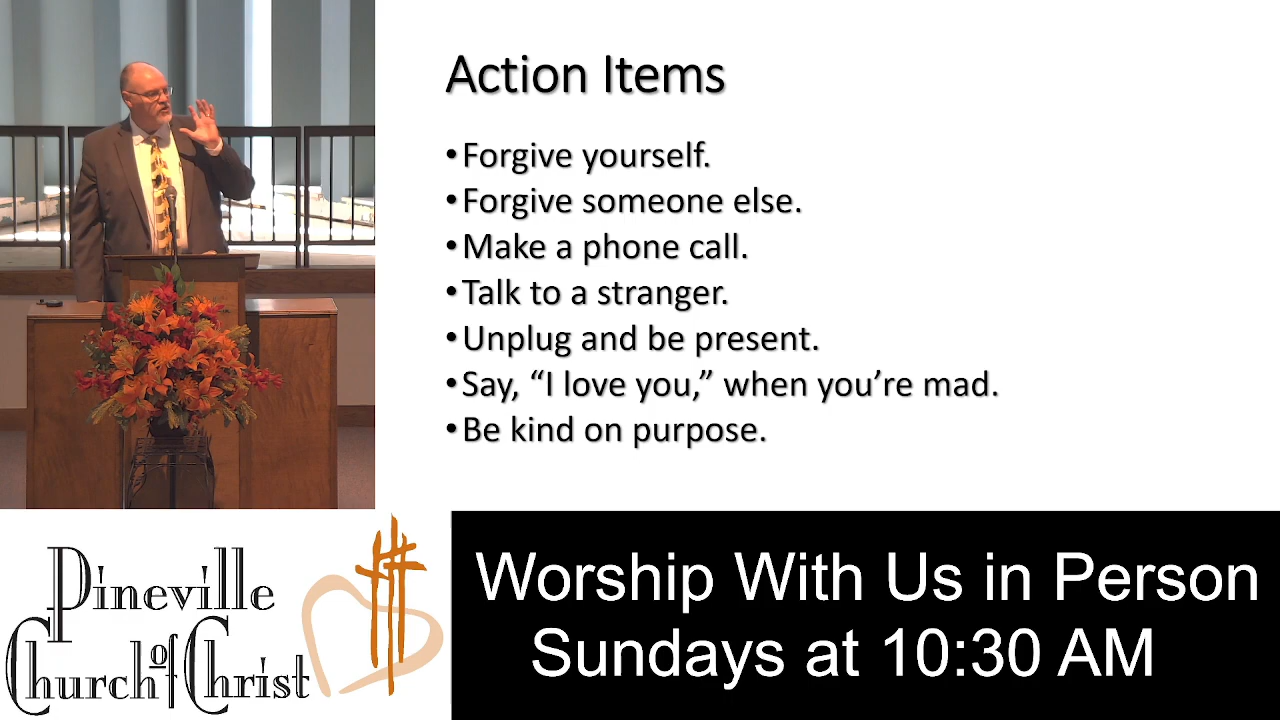 Action Items
•Forgive yourself.
•Forgive someone else.
•Make a phone call.
•Talk to a stranger.
•Unplug and be present.
•Say, “I love you,” when you’re mad.
•Be kind on purpose.
Pineville
Church of Christ
Worship With Us in Person
Sundays at 10:30 AM